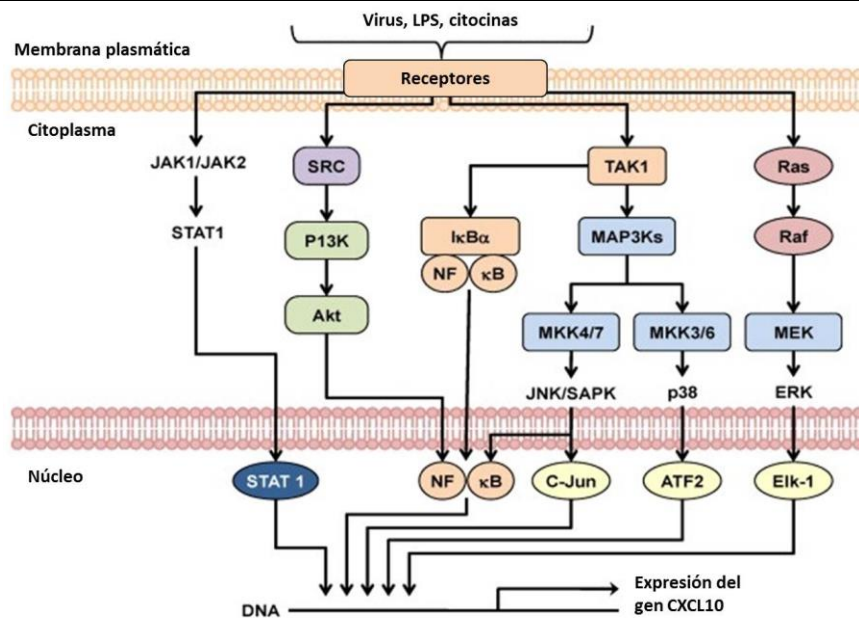 Virus, LPS, citocinas
Membrana plasmática
Receptores
Citoplasma
JAK1/JAK2
SRC
TAK1
Ras
STAT1
P13K
IκBα
MAP3Ks
Raf
NF κB
Akt
MKK4/7
MKK3/6
MEK
JNK/SAPK
p38
ERK
Núcleo
STAT 1
NF κB
C-Jun
ATF2
Elk-1
Expresión del
gen CXCL10
DNA